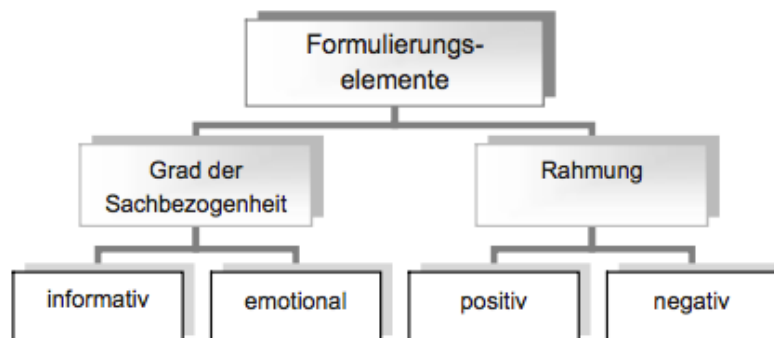 Formulierungs-
elemente
Grad der
Sachbezogenheit
Rahmung
informativ
emotional
positiv
negativ